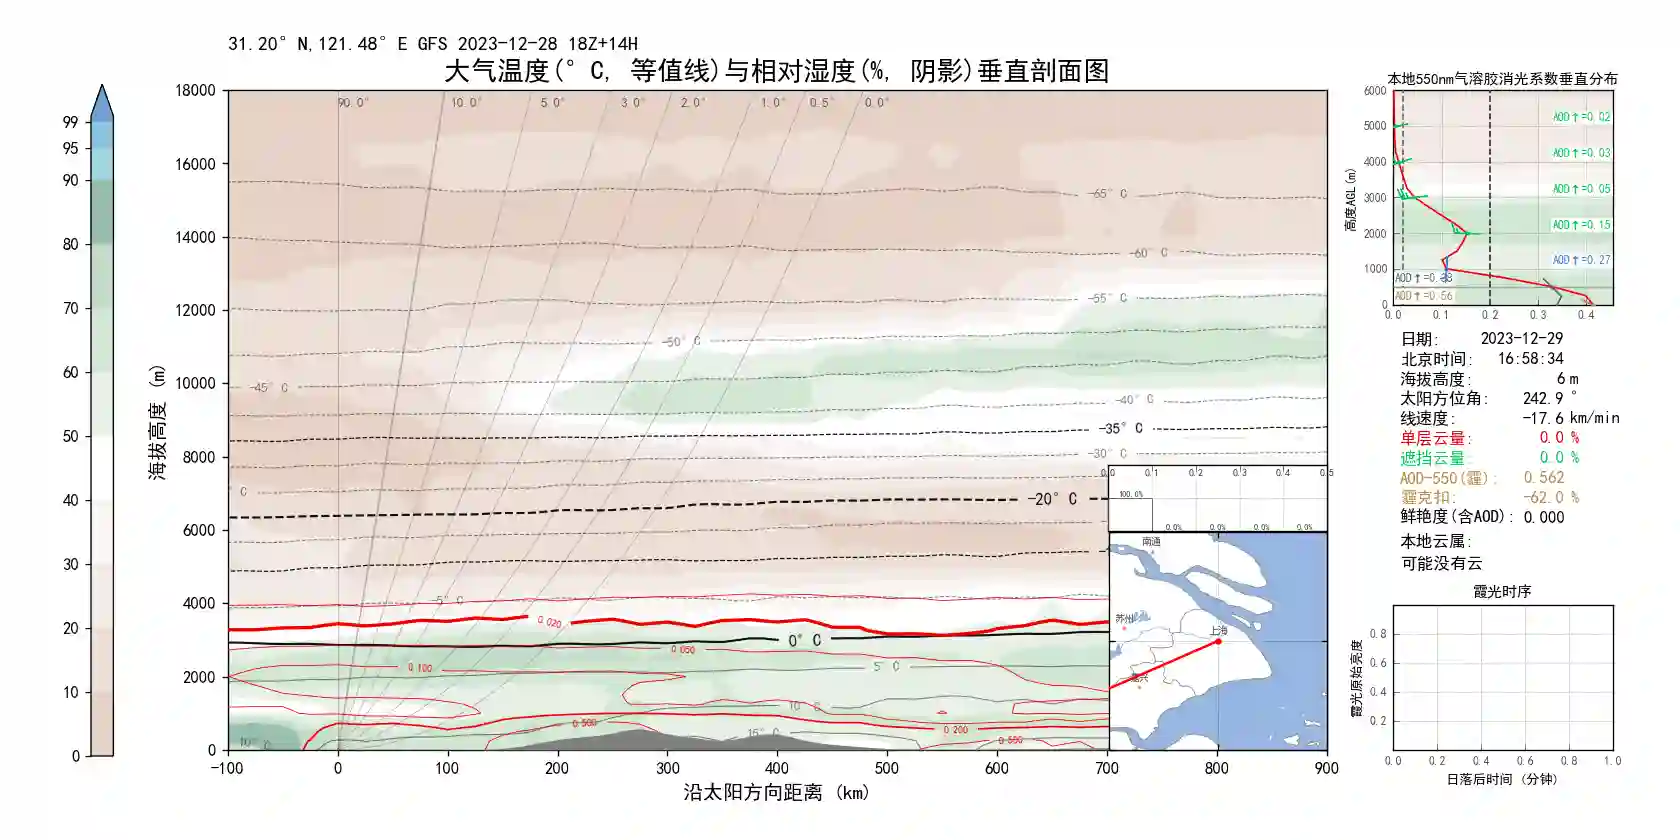 31.20° N,121.48° E GFS 2023-12-28 18Z+14H
大气温度(° C, 等值线)与相对湿度(%, 阴影)垂直剖面图
99
95
90
80
70
60
50
40
30
20
10
0
海拔高度 (m)
18000
16000
14000
12000
10000
8000
6000
4000
2000
0
90.0° 10.0° 5.0° 3.0° 2.0° 1.0° 0.5° 0.0°
-65° C
-60° C
-55° C
-50° C
-45° C
-40° C
-35° C
-30° C
C
-20° C
-5° C
0.020
0° C
0.050
0.100
5° C
10° C
0.500
0.200
15° C
0.500
10° C
-100 0 100 200 300 400 500 600 700 800 900
沿太阳方向距离 (km)
0.0 0.1 0.2 0.3 0.4 0.5
100.0%
0.0% 0.0% 0.0% 0.0%
南通
苏州
上海
嘉兴
本地550nm气溶胶消光系数垂直分布
高度AGL(m)
6000
5000
4000
3000
2000
1000
0
AOD↑=0.02
AOD↑=0.03
AOD↑=0.05
AOD↑=0.15
AOD↑=0.27
AOD↑=0.56
0.0 0.1 0.2 0.3 0.4
日期: 2023-12-29
北京时间: 16:58:34
海拔高度: 6 m
太阳方位角: 242.9 °
线速度: -17.6 km/min
单层云量: 0.0 %
遮挡云量: 0.0 %
AOD-550(霾): 0.562
霾克扣: -62.0 %
鲜艳度(含AOD): 0.000
本地云属:
可能没有云
霞光时序
霞光原始亮度
0.8
0.6
0.4
0.2
0.0 0.2 0.4 0.6 0.8 1.0
日落后时间 (分钟)